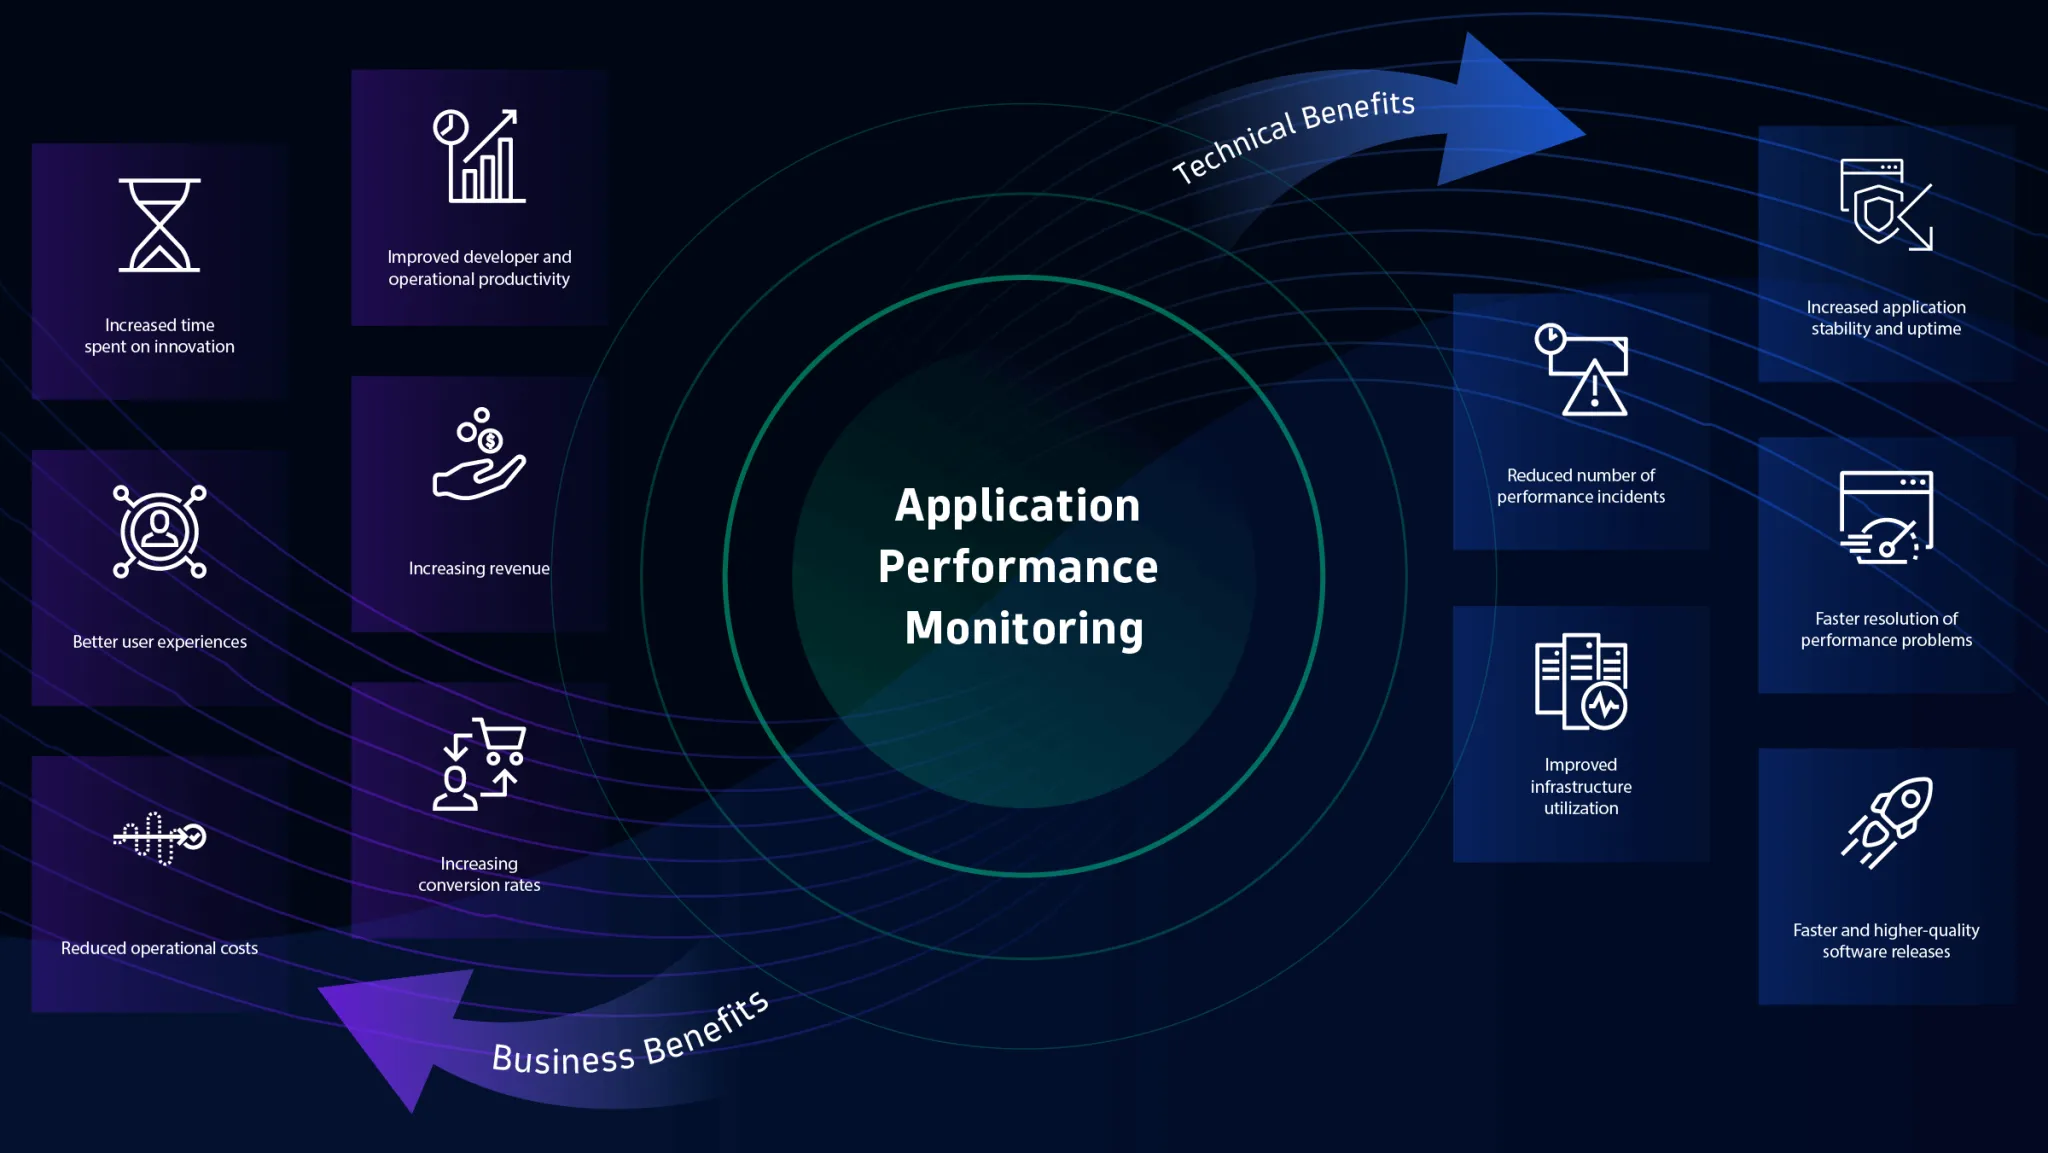 Application
Performance
Monitoring
Technical Benefits
Business Benefits
Increased time
spent on innovation
Better user experiences
Reduced operational costs
Improved developer and
operational productivity
Increasing revenue
$
Increasing
conversion rates
Reduced number of
performance incidents
Improved
infrastructure
utilization
Increased application
stability and uptime
Faster resolution of
performance problems
Faster and higher-quality
software releases